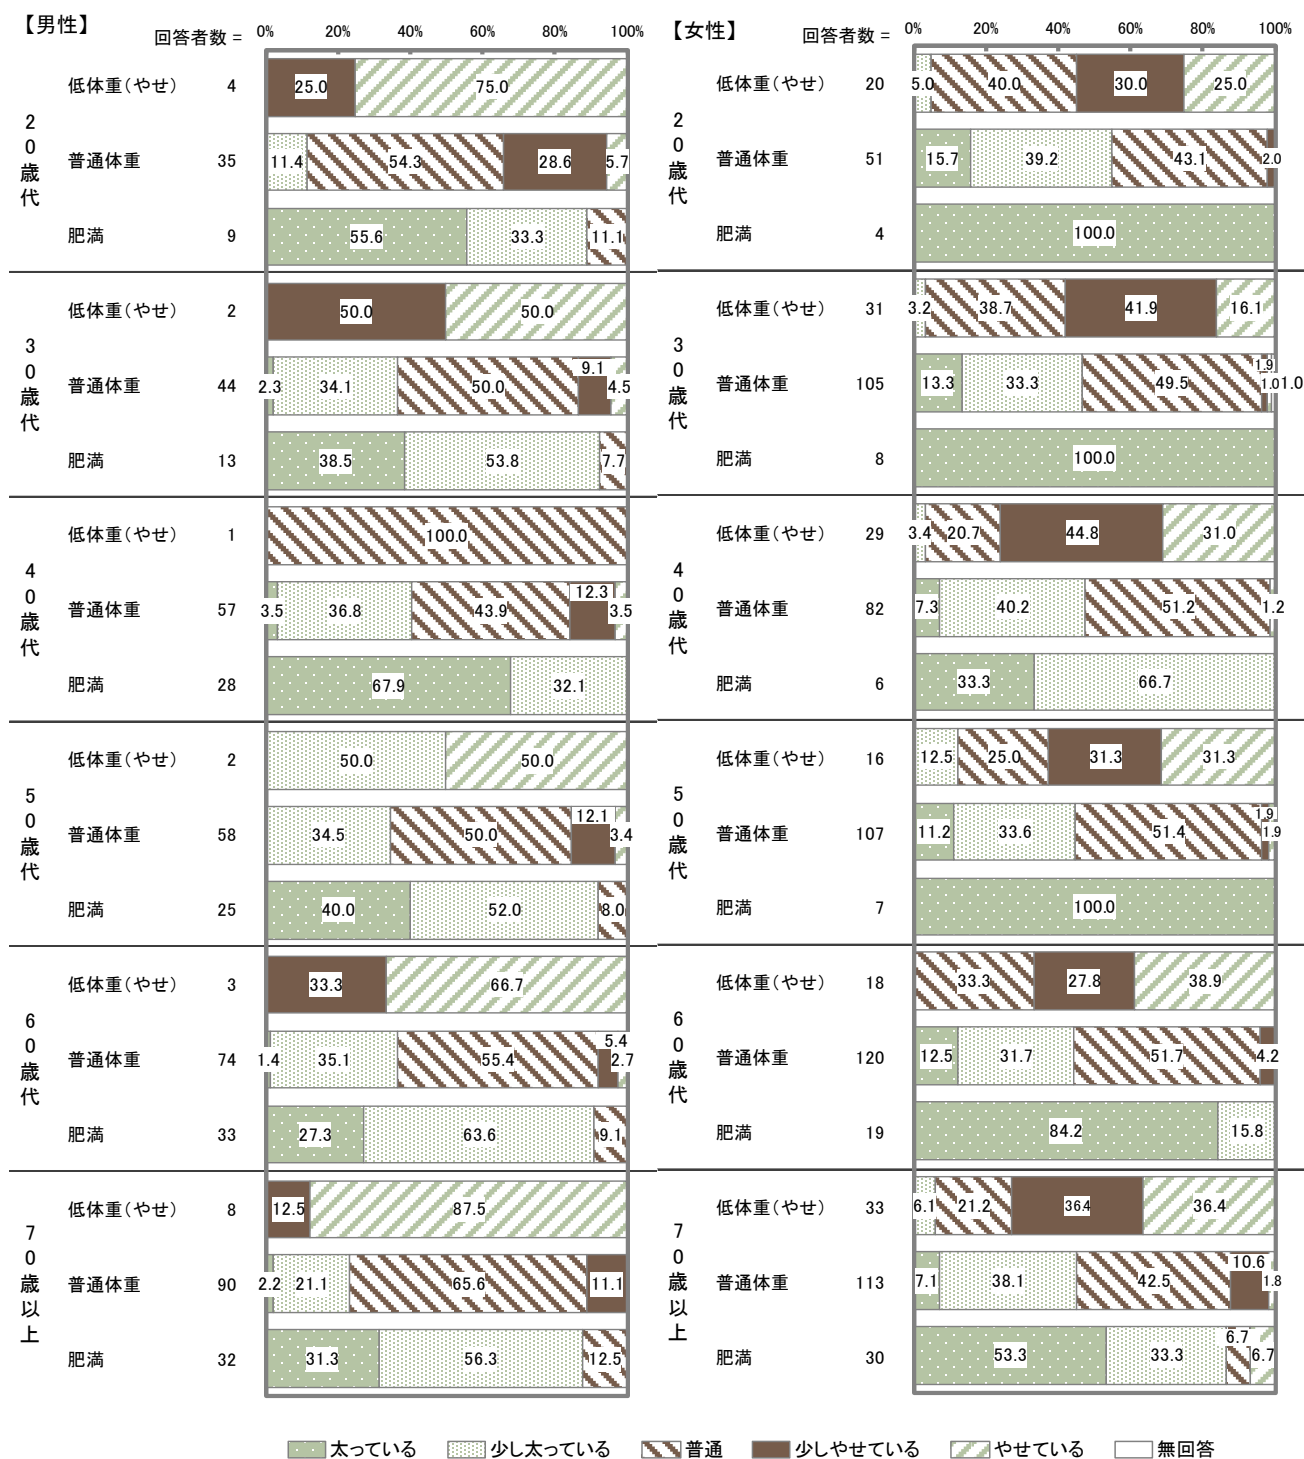 【男性】
回答者数 =
0% 20% 40% 60% 80% 100%
20歳代
低体重(やせ) 4 25.0 75.0
普通体重 35 11.4 54.3 28.6 5.7
肥満 9 55.6 33.3 11.1
30歳代
低体重(やせ) 2 50.0 50.0
普通体重 44 2.3 34.1 50.0 9.1 4.5
肥満 13 38.5 53.8 7.7
40歳代
低体重(やせ) 1 100.0
普通体重 57 3.5 36.8 43.9 12.3 3.5
肥満 28 67.9 32.1
50歳代
低体重(やせ) 2 50.0 50.0
普通体重 58 34.5 50.0 12.1 3.4
肥満 25 40.0 52.0 8.0
60歳代
低体重(やせ) 3 33.3 66.7
普通体重 74 1.4 35.1 55.4 5.4 2.7
肥満 33 27.3 63.6 9.1
70歳以上
低体重(やせ) 8 12.5 87.5
普通体重 90 2.2 21.1 65.6 11.1
肥満 32 31.3 56.3 12.5
【女性】
回答者数 =
0% 20% 40% 60% 80% 100%
20歳代
低体重(やせ) 20 5.0 40.0 30.0 25.0
普通体重 51 15.7 39.2 43.1 2.0
肥満 4 100.0
30歳代
低体重(やせ) 31 3.2 38.7 41.9 16.1
普通体重 105 13.3 33.3 49.5 1.9 1.0 1.0
肥満 8 100.0
40歳代
低体重(やせ) 29 3.4 20.7 44.8 31.0
普通体重 82 7.3 40.2 51.2 1.2
肥満 6 33.3 66.7
50歳代
低体重(やせ) 16 12.5 25.0 31.3 31.3
普通体重 107 11.2 33.6 51.4 1.9 1.9
肥満 7 100.0
60歳代
低体重(やせ) 18 33.3 27.8 38.9
普通体重 120 12.5 31.7 51.7 4.2
肥満 19 84.2 15.8
70歳以上
低体重(やせ) 33 6.1 21.2 36.4 36.4
普通体重 113 7.1 38.1 42.5 10.6 1.8
肥満 30 53.3 33.3 6.7 6.7
太っている 少し太っている 普通 少しやせている やせている 無回答